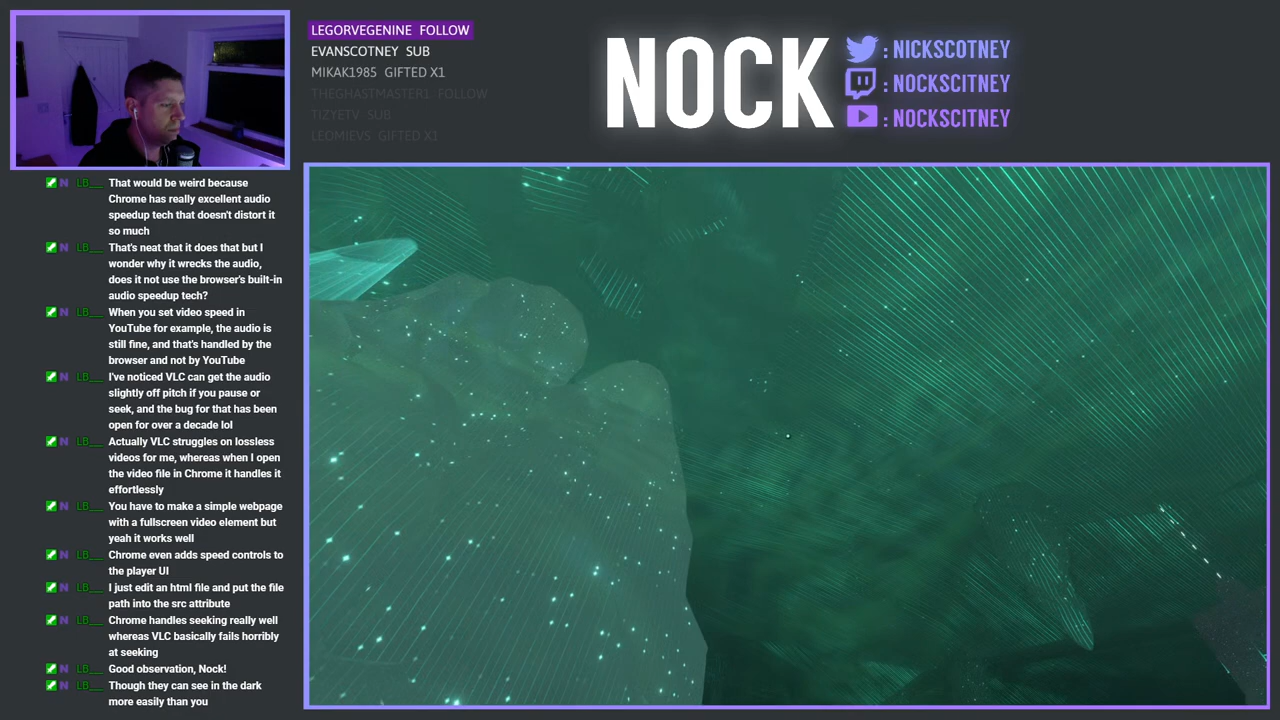 LEGORVEGENINE FOLLOW
EVANSCOTNEY SUB
MIKAK1985 GIFTED X1
THEGHASTMASTER1 FOLLOW
TIZYETV SUB
LEOMIEVS GIFTED X1
NOCK
: NICKSCOTNEY
: NOCKSCITNEY
: NOCKSCITNEY
N LB__ That would be weird because
Chrome has really excellent audio
speedup tech that doesn't distort it
so much
N LB__ That's neat that it does that but I
wonder why it wrecks the audio,
does it not use the browser's built-in
audio speedup tech?
N LB__ When you set video speed in
YouTube for example, the audio is
still fine, and that's handled by the
browser and not by YouTube
N LB__ I've noticed VLC can get the audio
slightly off pitch if you pause or
seek, and the bug for that has been
open for over a decade lol
N LB__ Actually VLC struggles on lossless
videos for me, whereas when I open
the video file in Chrome it handles it
effortlessly
N LB__ You have to make a simple webpage
with a fullscreen video element but
yeah it works well
N LB__ Chrome even adds speed controls to
the player UI
N LB__ I just edit an html file and put the file
path into the src attribute
N LB__ Chrome handles seeking really well
whereas VLC basically fails horribly
at seeking
N LB__ Good observation, Nock!
N LB__ Though they can see in the dark
more easily than you